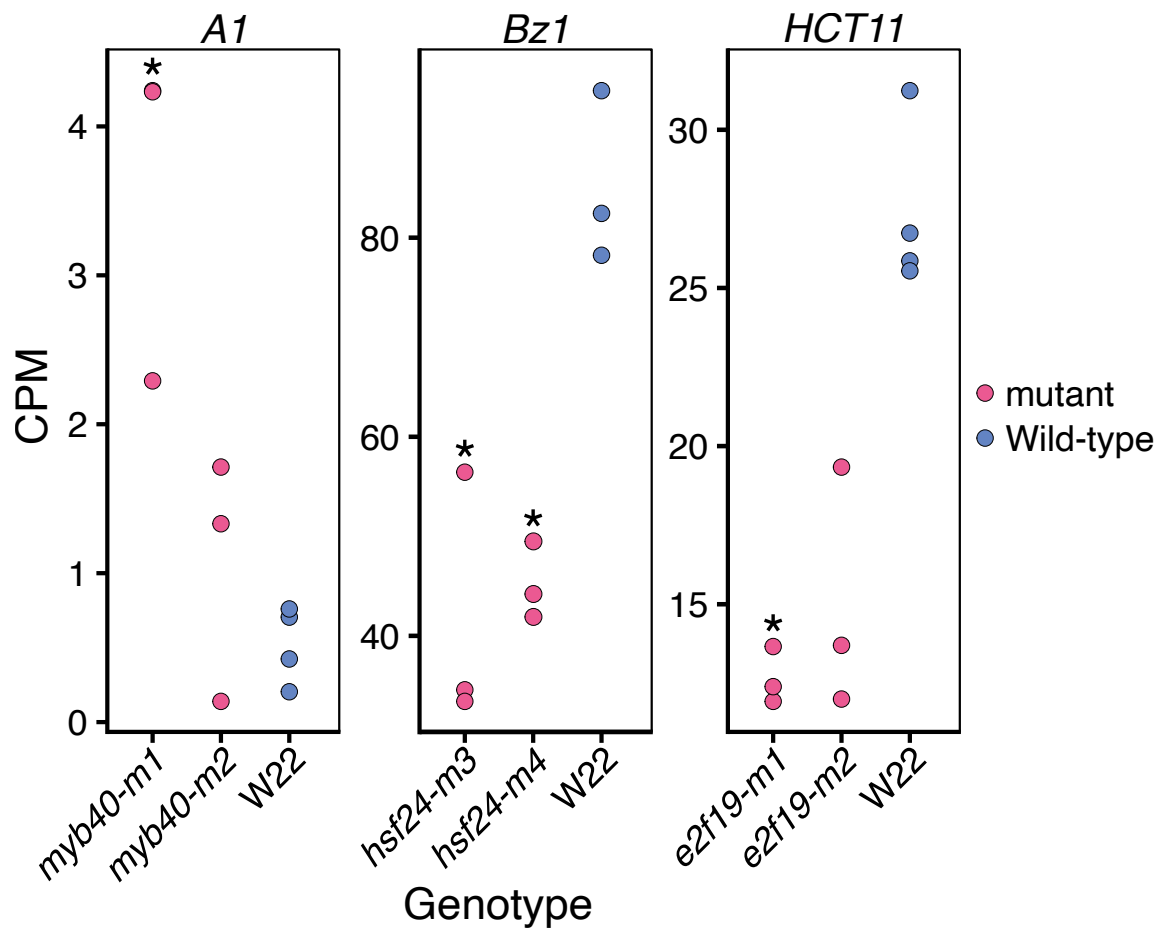 A1 Bz1 HCT11
CPM
4
3
2
1
0
80
60
40
30
25
20
15
*
*
*
*
myb40-m1 myb40-m2 W22
hsf24-m3 hsf24-m4 W22
e2f19-m1 e2f19-m2 W22
Genotype
mutant
Wild-type